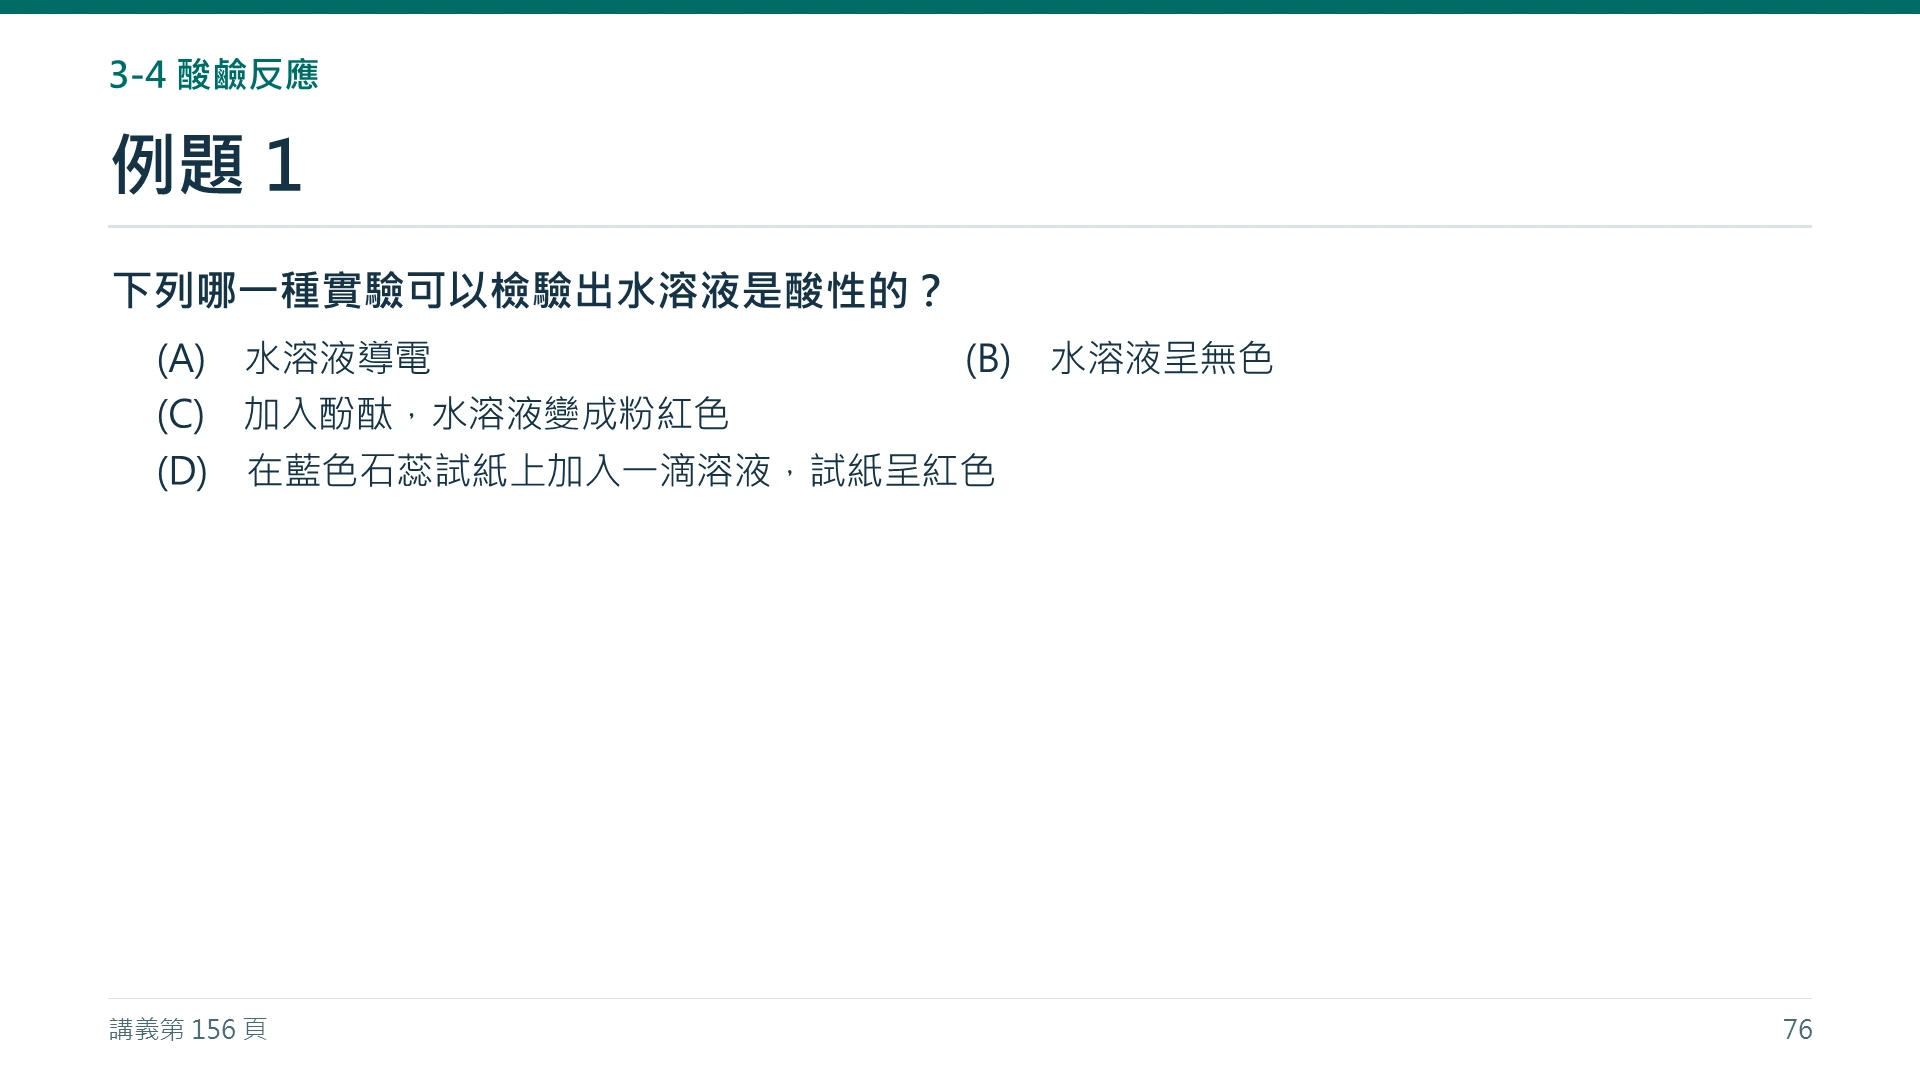 3-4 酸鹼反應
例題 1
下列哪一種實驗可以檢驗出水溶液是酸性的？
(A) 水溶液導電 (B) 水溶液呈無色
(C) 加入酚酞，水溶液變成粉紅色
(D) 在藍色石蕊試紙上加入一滴溶液，試紙呈紅色
講義第 156 頁 76